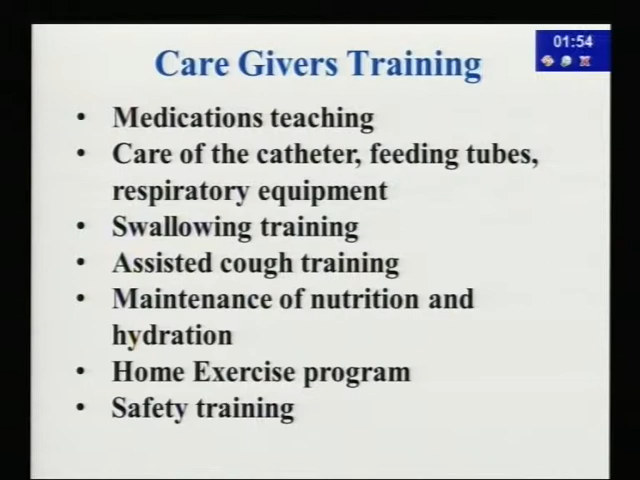 Care Givers Training
01:54
• Medications teaching
• Care of the catheter, feeding tubes,
respiratory equipment
• Swallowing training
• Assisted cough training
• Maintenance of nutrition and
hydration
• Home Exercise program
• Safety training